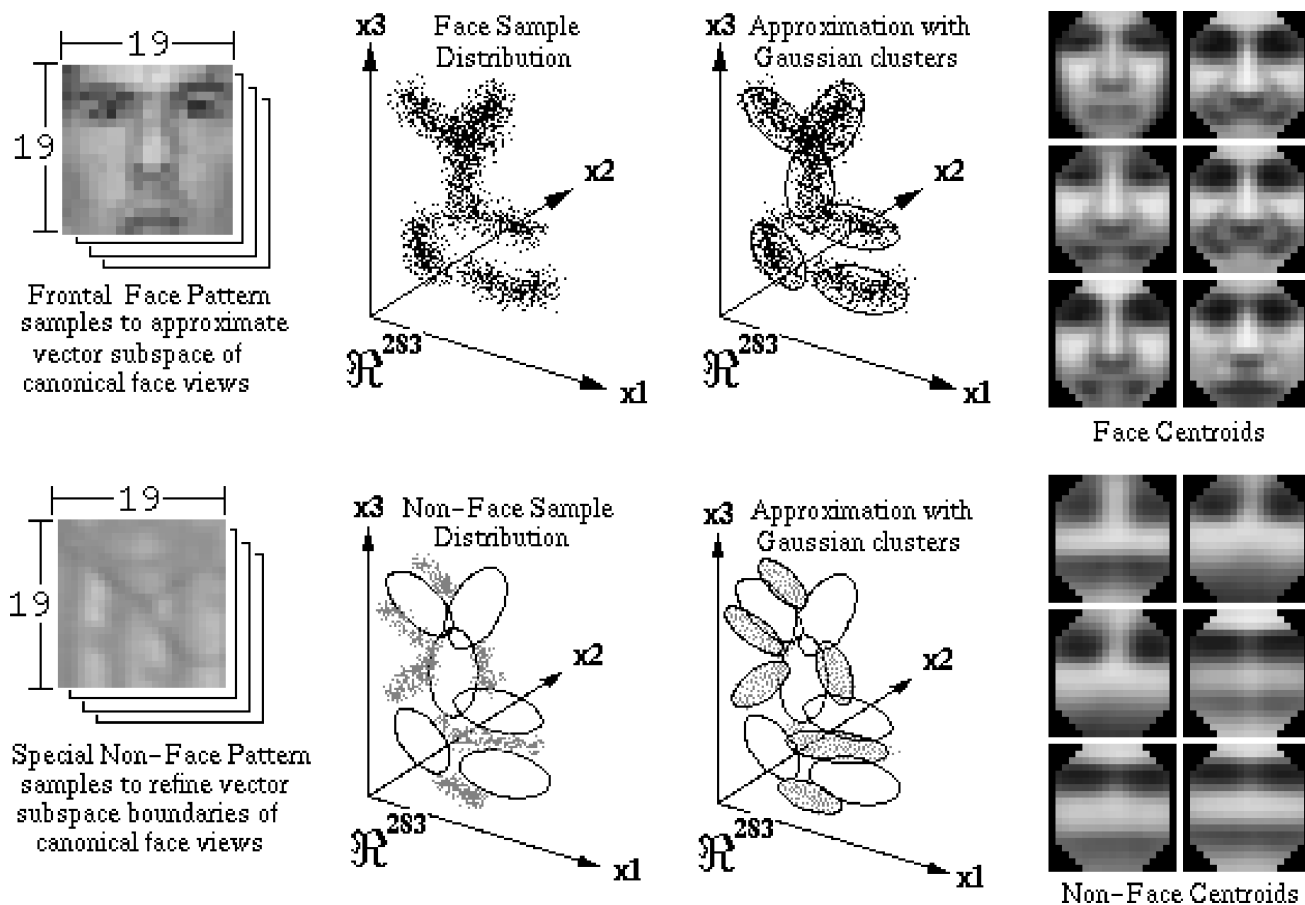 19
19
Frontal Face Pattern
samples to approximate
vector subspace of
canonical face views
x3 Face Sample
Distribution
x2
ℜ283
x1
x3 Approximation with
Gaussian clusters
x2
ℜ283
x1
Face Centroids
19
19
Special Non-Face Pattern
samples to refine vector
subspace boundaries of
canonical face views
x3 Non-Face Sample
Distribution
x2
ℜ283
x1
x3 Approximation with
Gaussian clusters
x2
ℜ283
x1
Non-Face Centroids